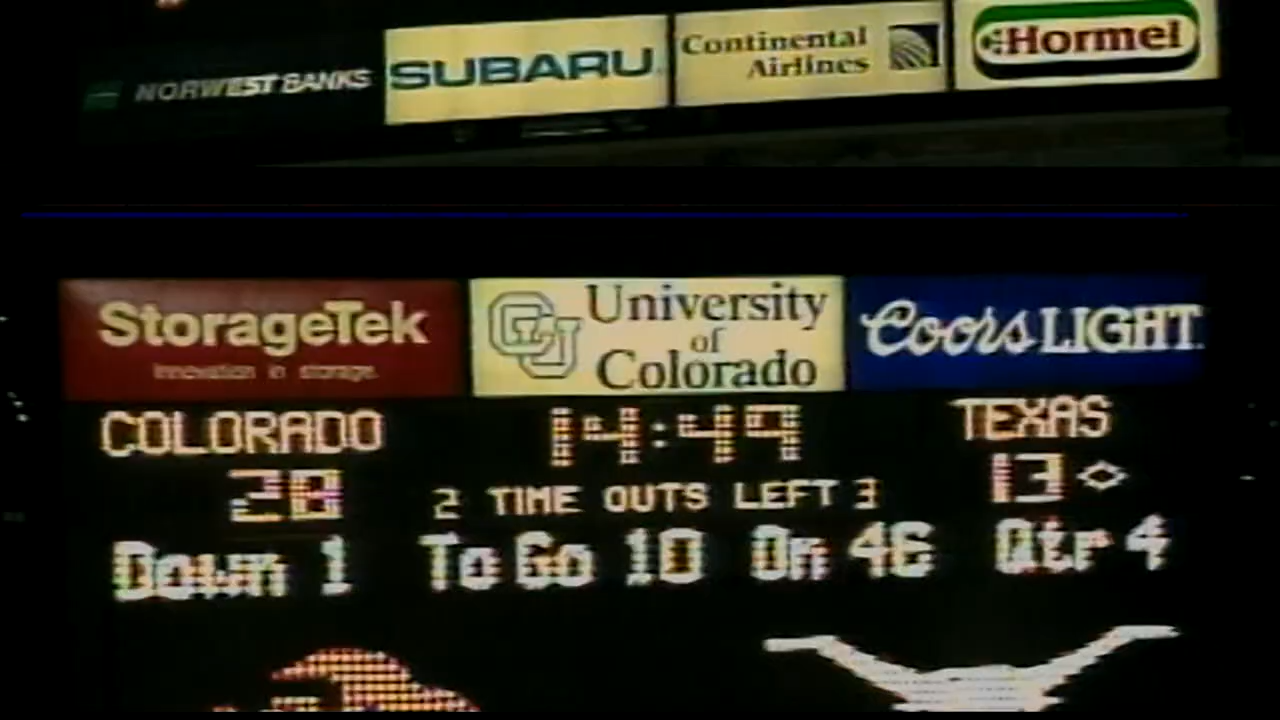 NORWEST BANKS
SUBARU
Continental
Airlines
Hormel
StorageTek
Innovation in storage.
CU
University
of
Colorado
Coors LIGHT
COLORADO 14:49 TEXAS
28 13
2 TIME OUTS LEFT 3
Down 1 To Go 10 On 46 Qtr 4